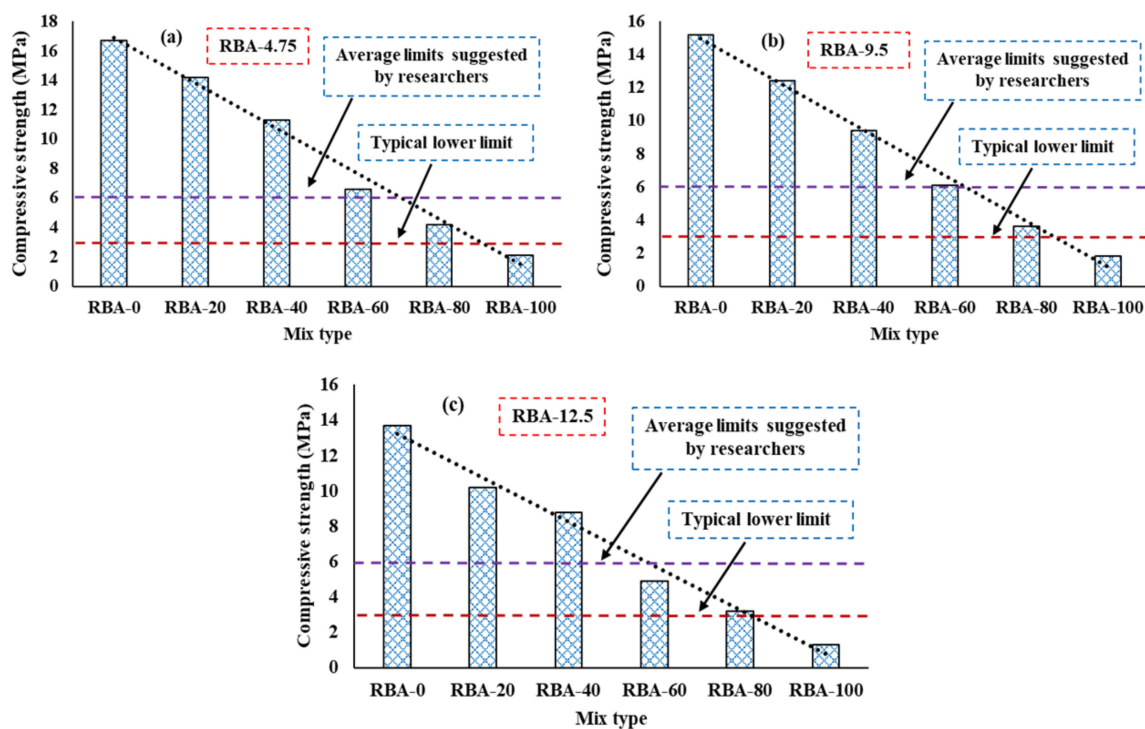 (a)
RBA-4.75
Average limits suggested
by researchers
Typical lower limit
Compressive strength (MPa)
18
16
14
12
10
8
6
4
2
0
RBA-0 RBA-20 RBA-40 RBA-60 RBA-80 RBA-100
Mix type
(b)
RBA-9.5
Average limits suggested
by researchers
Typical lower limit
Compressive strength (MPa)
16
14
12
10
8
6
4
2
0
RBA-0 RBA-20 RBA-40 RBA-60 RBA-80 RBA-100
Mix type
(c)
RBA-12.5
Average limits suggested
by researchers
Typical lower limit
Compressive strength (MPa)
16
14
12
10
8
6
4
2
0
RBA-0 RBA-20 RBA-40 RBA-60 RBA-80 RBA-100
Mix type